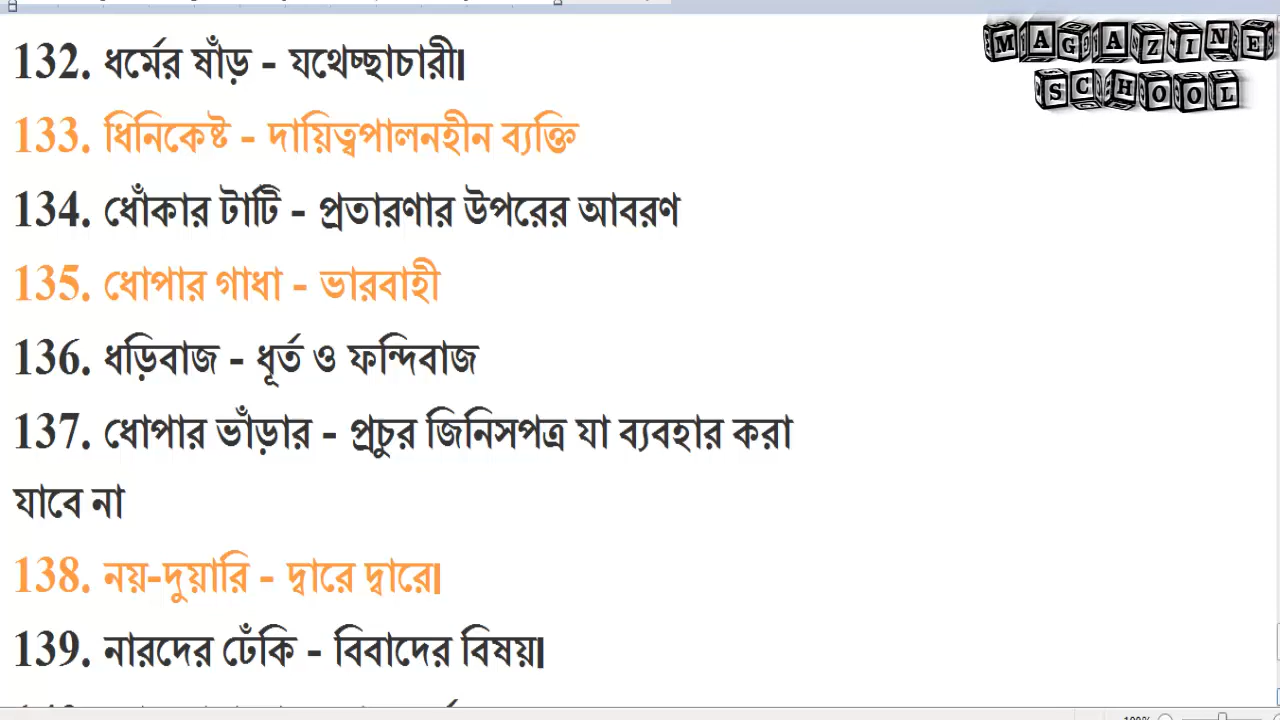 MAGAZINE
SCHOOL
132. ধর্মের ষাঁড় - যথেচ্ছাচারী।
133. ধিনিকেষ্ট - দায়িত্বপালনহীন ব্যক্তি
134. ধোঁকার টাটি - প্রতারণার উপরের আবরণ
135. ধোপার গাধা - ভারবাহী
136. ধড়িবাজ - ধূর্ত ও ফন্দিবাজ
137. ধোপার ভাঁড়ার - প্রচুর জিনিসপত্র যা ব্যবহার করা
যাবে না
138. নয়-দুয়ারি - দ্বারে দ্বারে।
139. নারদের ঢেঁকি - বিবাদের বিষয়।